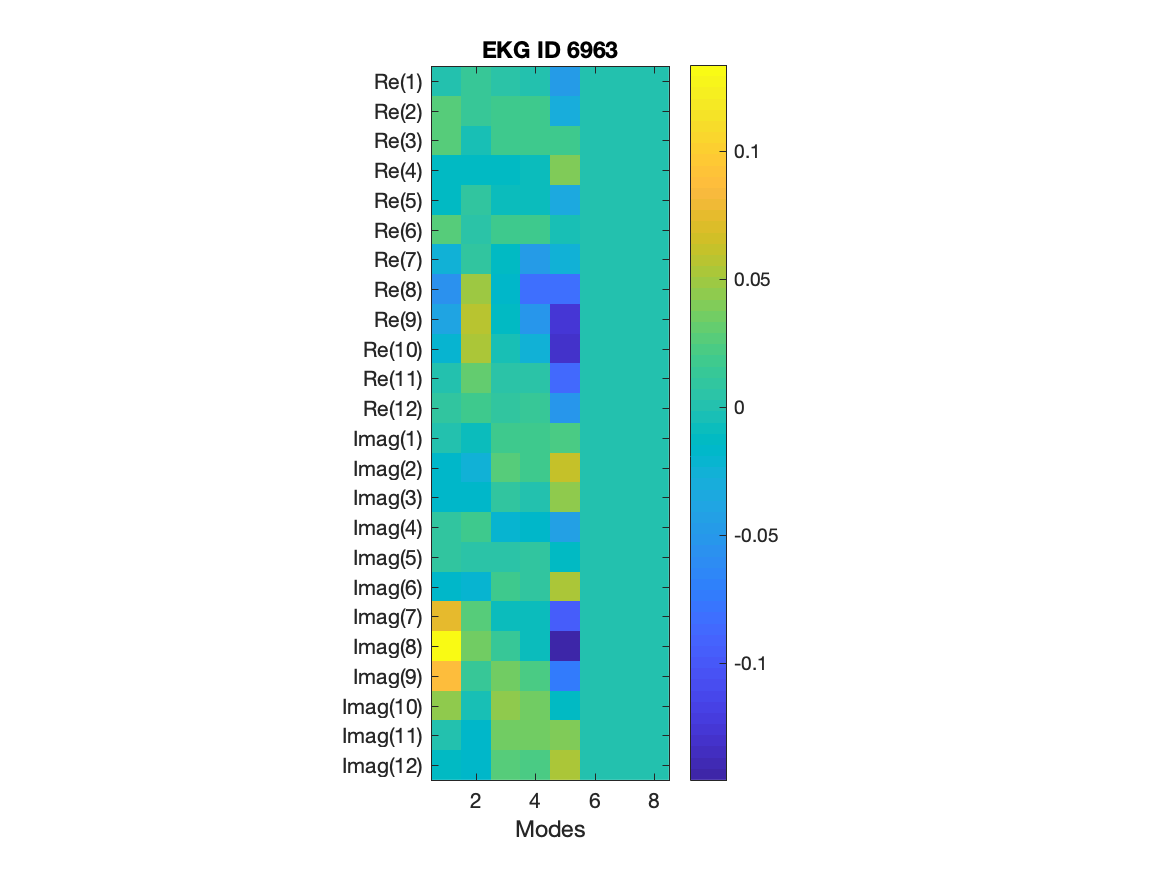 EKG ID 6963
Re(1)
Re(2)
Re(3)
Re(4)
Re(5)
Re(6)
Re(7)
Re(8)
Re(9)
Re(10)
Re(11)
Re(12)
Imag(1)
Imag(2)
Imag(3)
Imag(4)
Imag(5)
Imag(6)
Imag(7)
Imag(8)
Imag(9)
Imag(10)
Imag(11)
Imag(12)
2 4 6 8
Modes
0.1
0.05
0
-0.05
-0.1